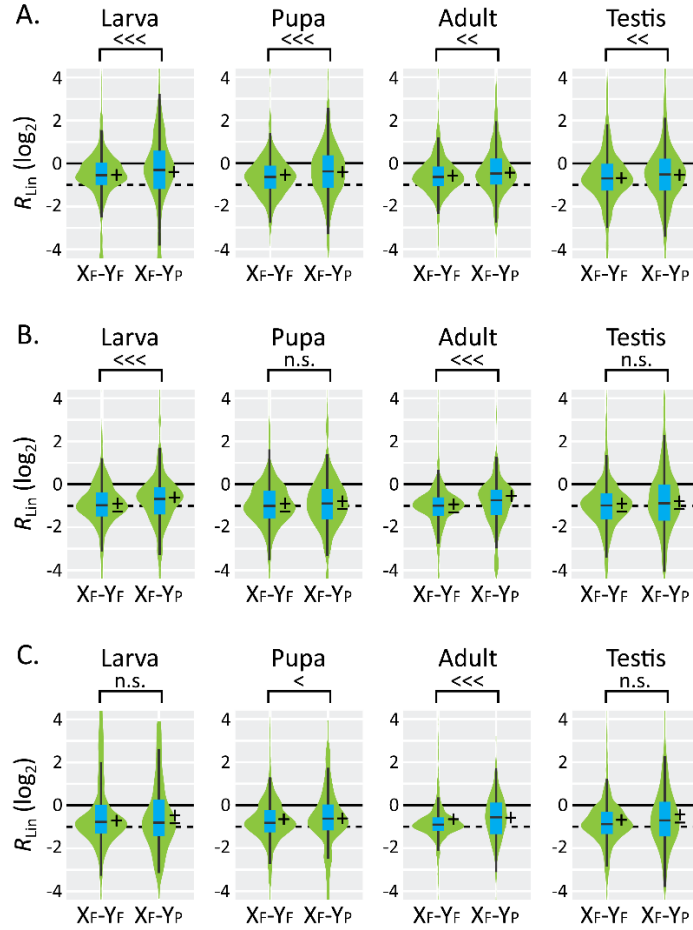 A.
Larva Pupa Adult Testis
<<< <<< << <<
4
2
0
-2
-4
R_Lin (log₂)
+ + + + + + + +
XF-YF XF-YP XF-YF XF-YP XF-YF XF-YP XF-YF XF-YP
B.
Larva Pupa Adult Testis
<<< n.s. <<< n.s.
4
2
0
-2
-4
R_Lin (log₂)
± + ± ± ± + ± ±
XF-YF XF-YP XF-YF XF-YP XF-YF XF-YP XF-YF XF-YP
C.
Larva Pupa Adult Testis
n.s. < <<< n.s.
4
2
0
-2
-4
R_Lin (log₂)
+ ± + + + + + ±
XF-YF XF-YP XF-YF XF-YP XF-YF XF-YP XF-YF XF-YP